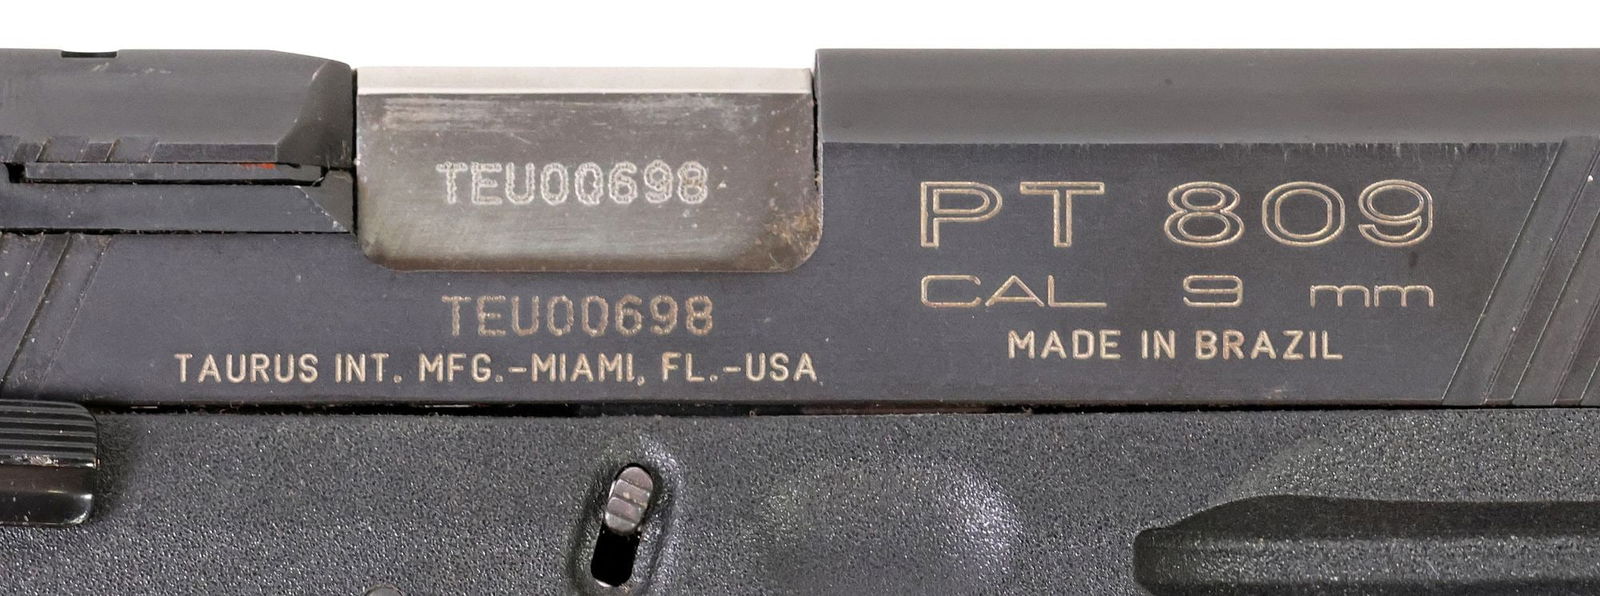 TEU00698
PT 809
CAL 9 mm
TEU00698
MADE IN BRAZIL
TAURUS INT. MFG.-MIAMI, FL.-USA